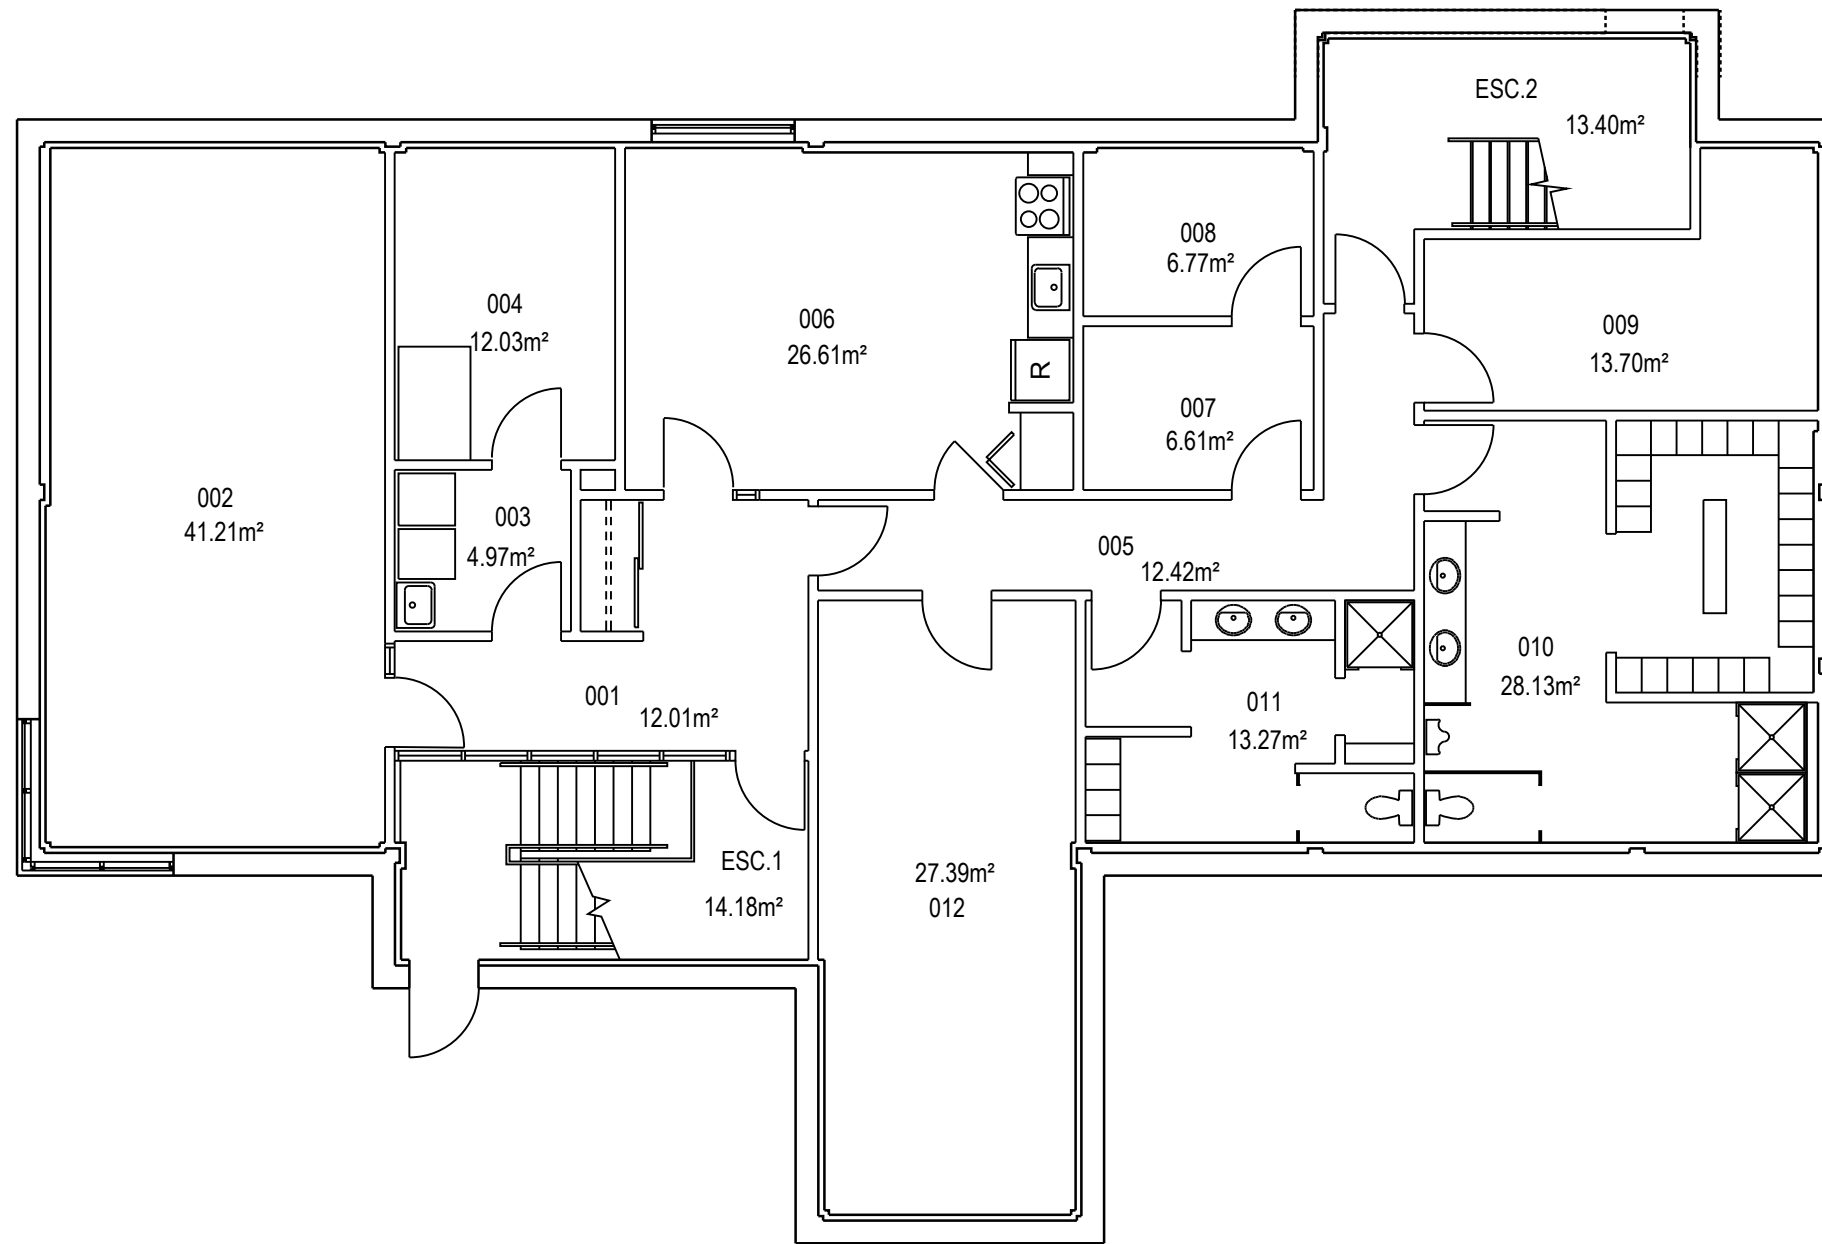 ESC.2
13.40m²
008
6.77m²
004
12.03m²
006
26.61m²
009
13.70m²
R
007
6.61m²
002
41.21m²
003
4.97m²
005
12.42m²
010
28.13m²
001
12.01m²
011
13.27m²
ESC.1
14.18m²
27.39m²
012